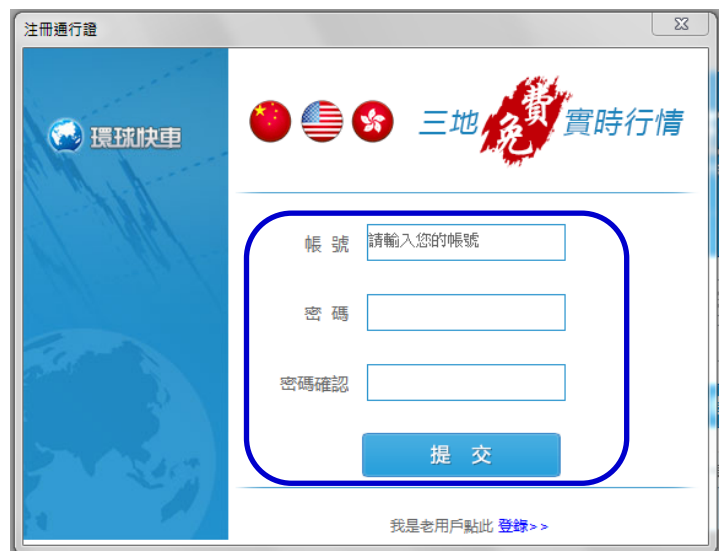 注冊通行證
環球快車
三地免費實時行情
帳 號 請輸入您的帳號
密 碼
密碼確認
提 交
我是老用戶點此 登錄>>